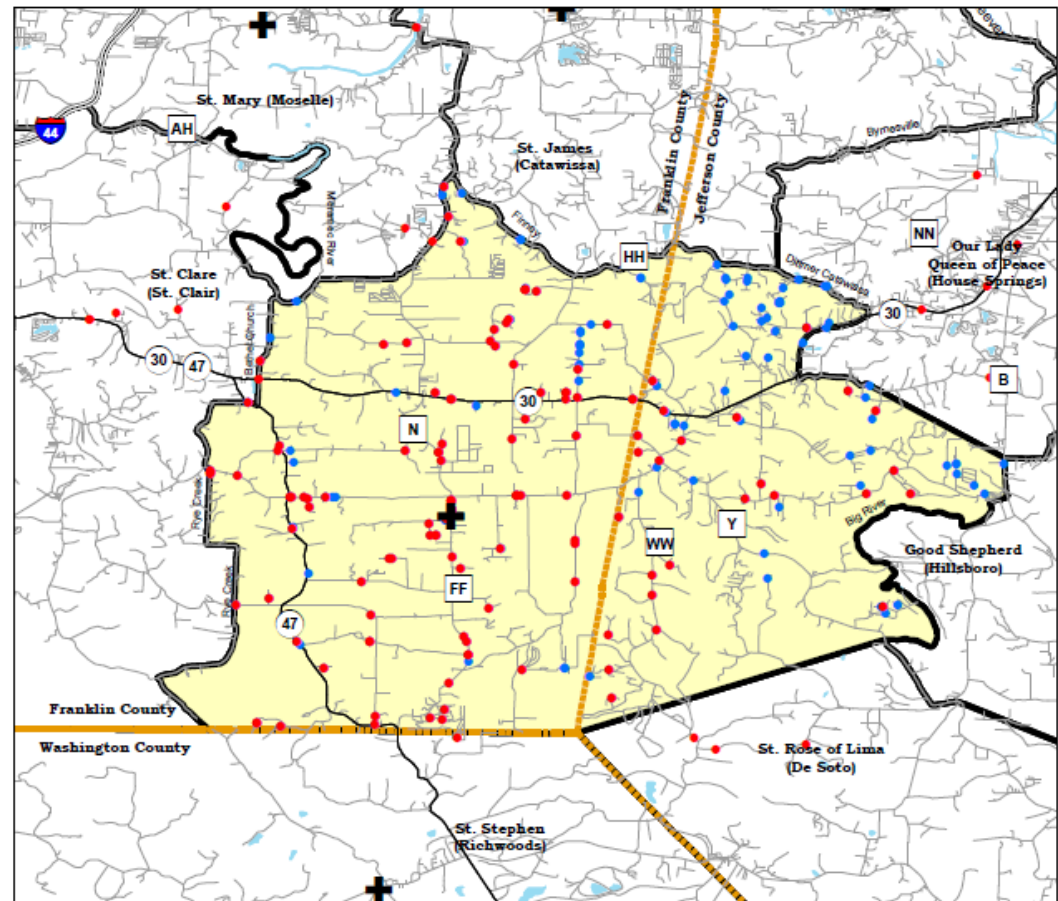 St. Mary (Moselle)
44
AH
St. James
(Catawissa)
Franklin County
Jefferson County
Byrnesville
Meramec River
Finney
HH
NN
Our Lady
Queen of Peace
(House Springs)
Dittmer Catawissa
St. Clare
(St. Clair)
30
30
47
Bethel Church
B
30
N
Rye Creek
Big River
Y
WW
Good Shepherd
(Hillsboro)
FF
Rye Creek
47
Franklin County
Washington County
St. Rose of Lima
(De Soto)
St. Stephen
(Richwoods)